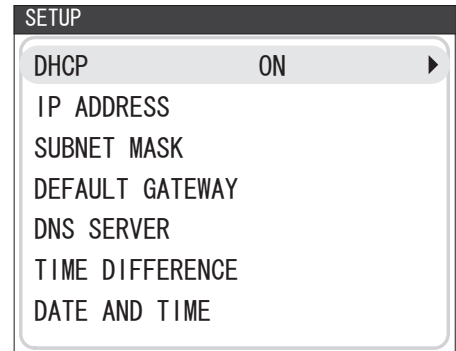 SETUP
DHCP ON
IP ADDRESS
SUBNET MASK
DEFAULT GATEWAY
DNS SERVER
TIME DIFFERENCE
DATE AND TIME